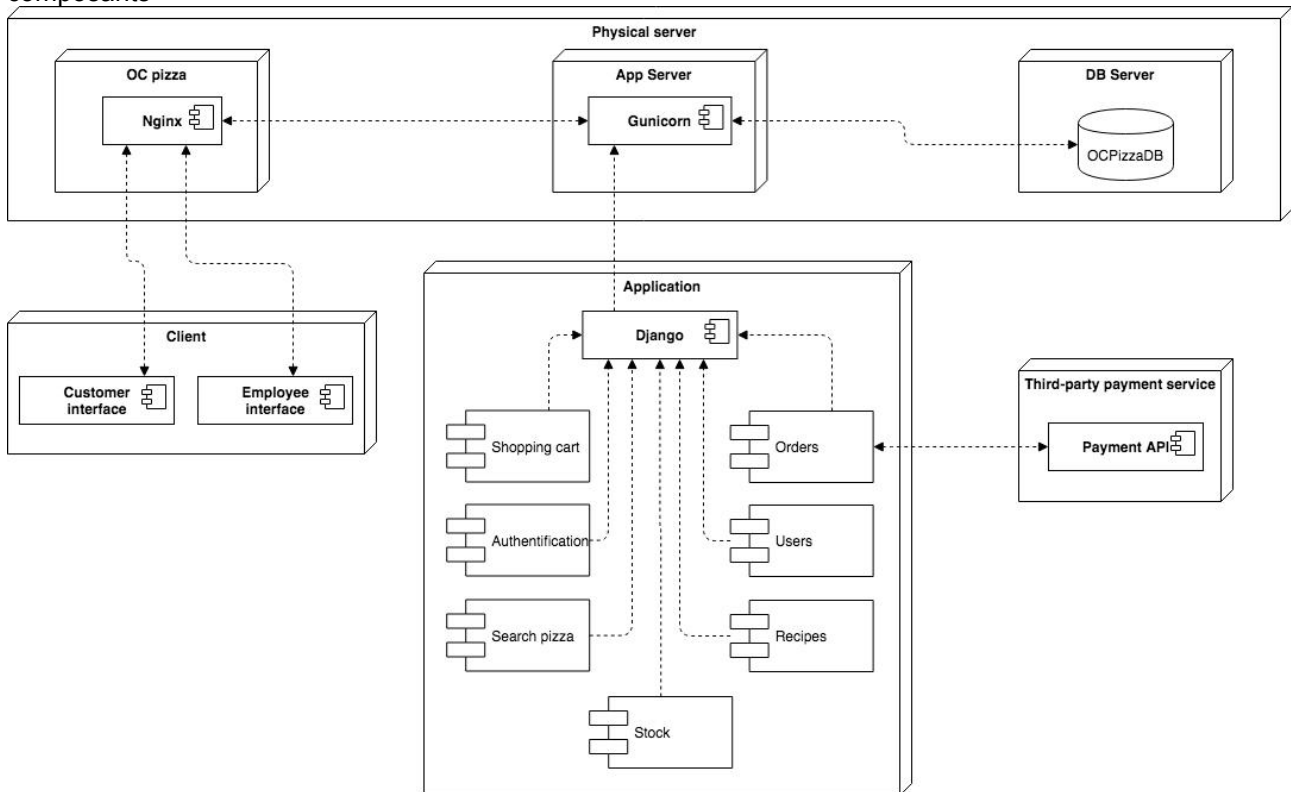 composants
Physical server
OC pizza
App Server
DB Server
Nginx
Gunicorn
OCPizzaDB
Application
Client
Django
Customer
interface
Employee
interface
Third-party payment service
Shopping cart
Orders
Payment API
Authentification
Users
Search pizza
Recipes
Stock